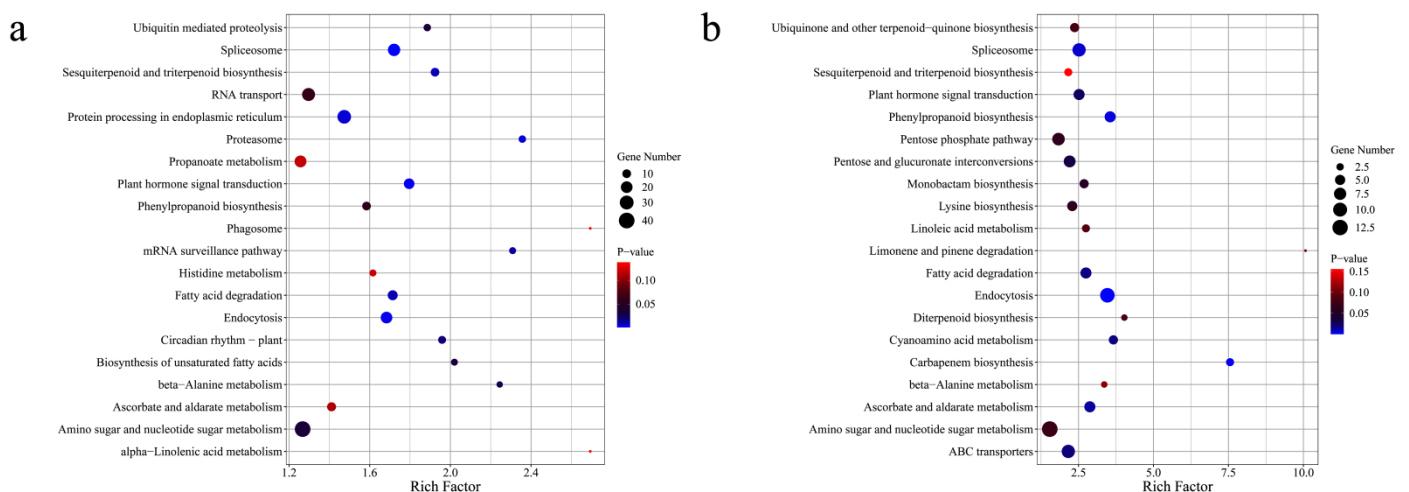 a
Ubiquitin mediated proteolysis
Spliceosome
Sesquiterpenoid and triterpenoid biosynthesis
RNA transport
Protein processing in endoplasmic reticulum
Proteasome
Propanoate metabolism
Plant hormone signal transduction
Phenylpropanoid biosynthesis
Phagosome
mRNA surveillance pathway
Histidine metabolism
Fatty acid degradation
Endocytosis
Circadian rhythm − plant
Biosynthesis of unsaturated fatty acids
beta−Alanine metabolism
Ascorbate and aldarate metabolism
Amino sugar and nucleotide sugar metabolism
alpha−Linolenic acid metabolism
1.2 1.6 2.0 2.4
Rich Factor
Gene Number
10
20
30
40
P−value
0.10
0.05
b
Ubiquinone and other terpenoid−quinone biosynthesis
Spliceosome
Sesquiterpenoid and triterpenoid biosynthesis
Plant hormone signal transduction
Phenylpropanoid biosynthesis
Pentose phosphate pathway
Pentose and glucuronate interconversions
Monobactam biosynthesis
Lysine biosynthesis
Linoleic acid metabolism
Limonene and pinene degradation
Fatty acid degradation
Endocytosis
Diterpenoid biosynthesis
Cyanoamino acid metabolism
Carbapenem biosynthesis
beta−Alanine metabolism
Ascorbate and aldarate metabolism
Amino sugar and nucleotide sugar metabolism
ABC transporters
2.5 5.0 7.5 10.0
Rich Factor
Gene Number
2.5
5.0
7.5
10.0
12.5
P−value
0.15
0.10
0.05